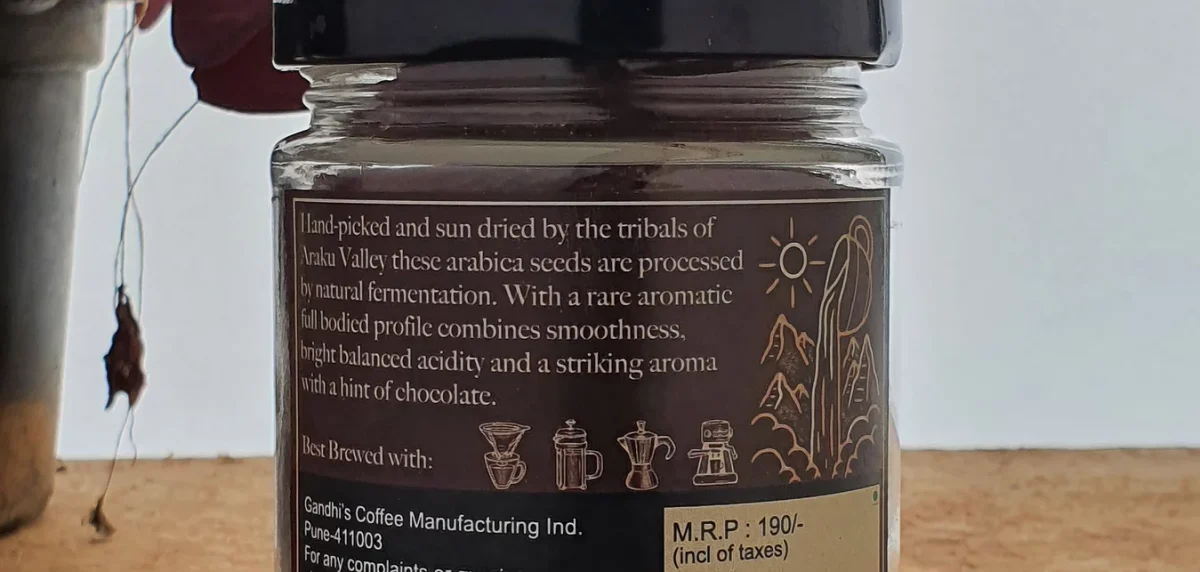 Hand-picked and sun dried by the tribals of
Araku Valley these arabica seeds are processed
by natural fermentation. With a rare aromatic
full bodied profile combines smoothness,
bright balanced acidity and a striking aroma
with a hint of chocolate.
Best Brewed with:
Gandhi's Coffee Manufacturing Ind.
Pune-411003
For any complaints or
M.R.P : 190/-
(incl of taxes)